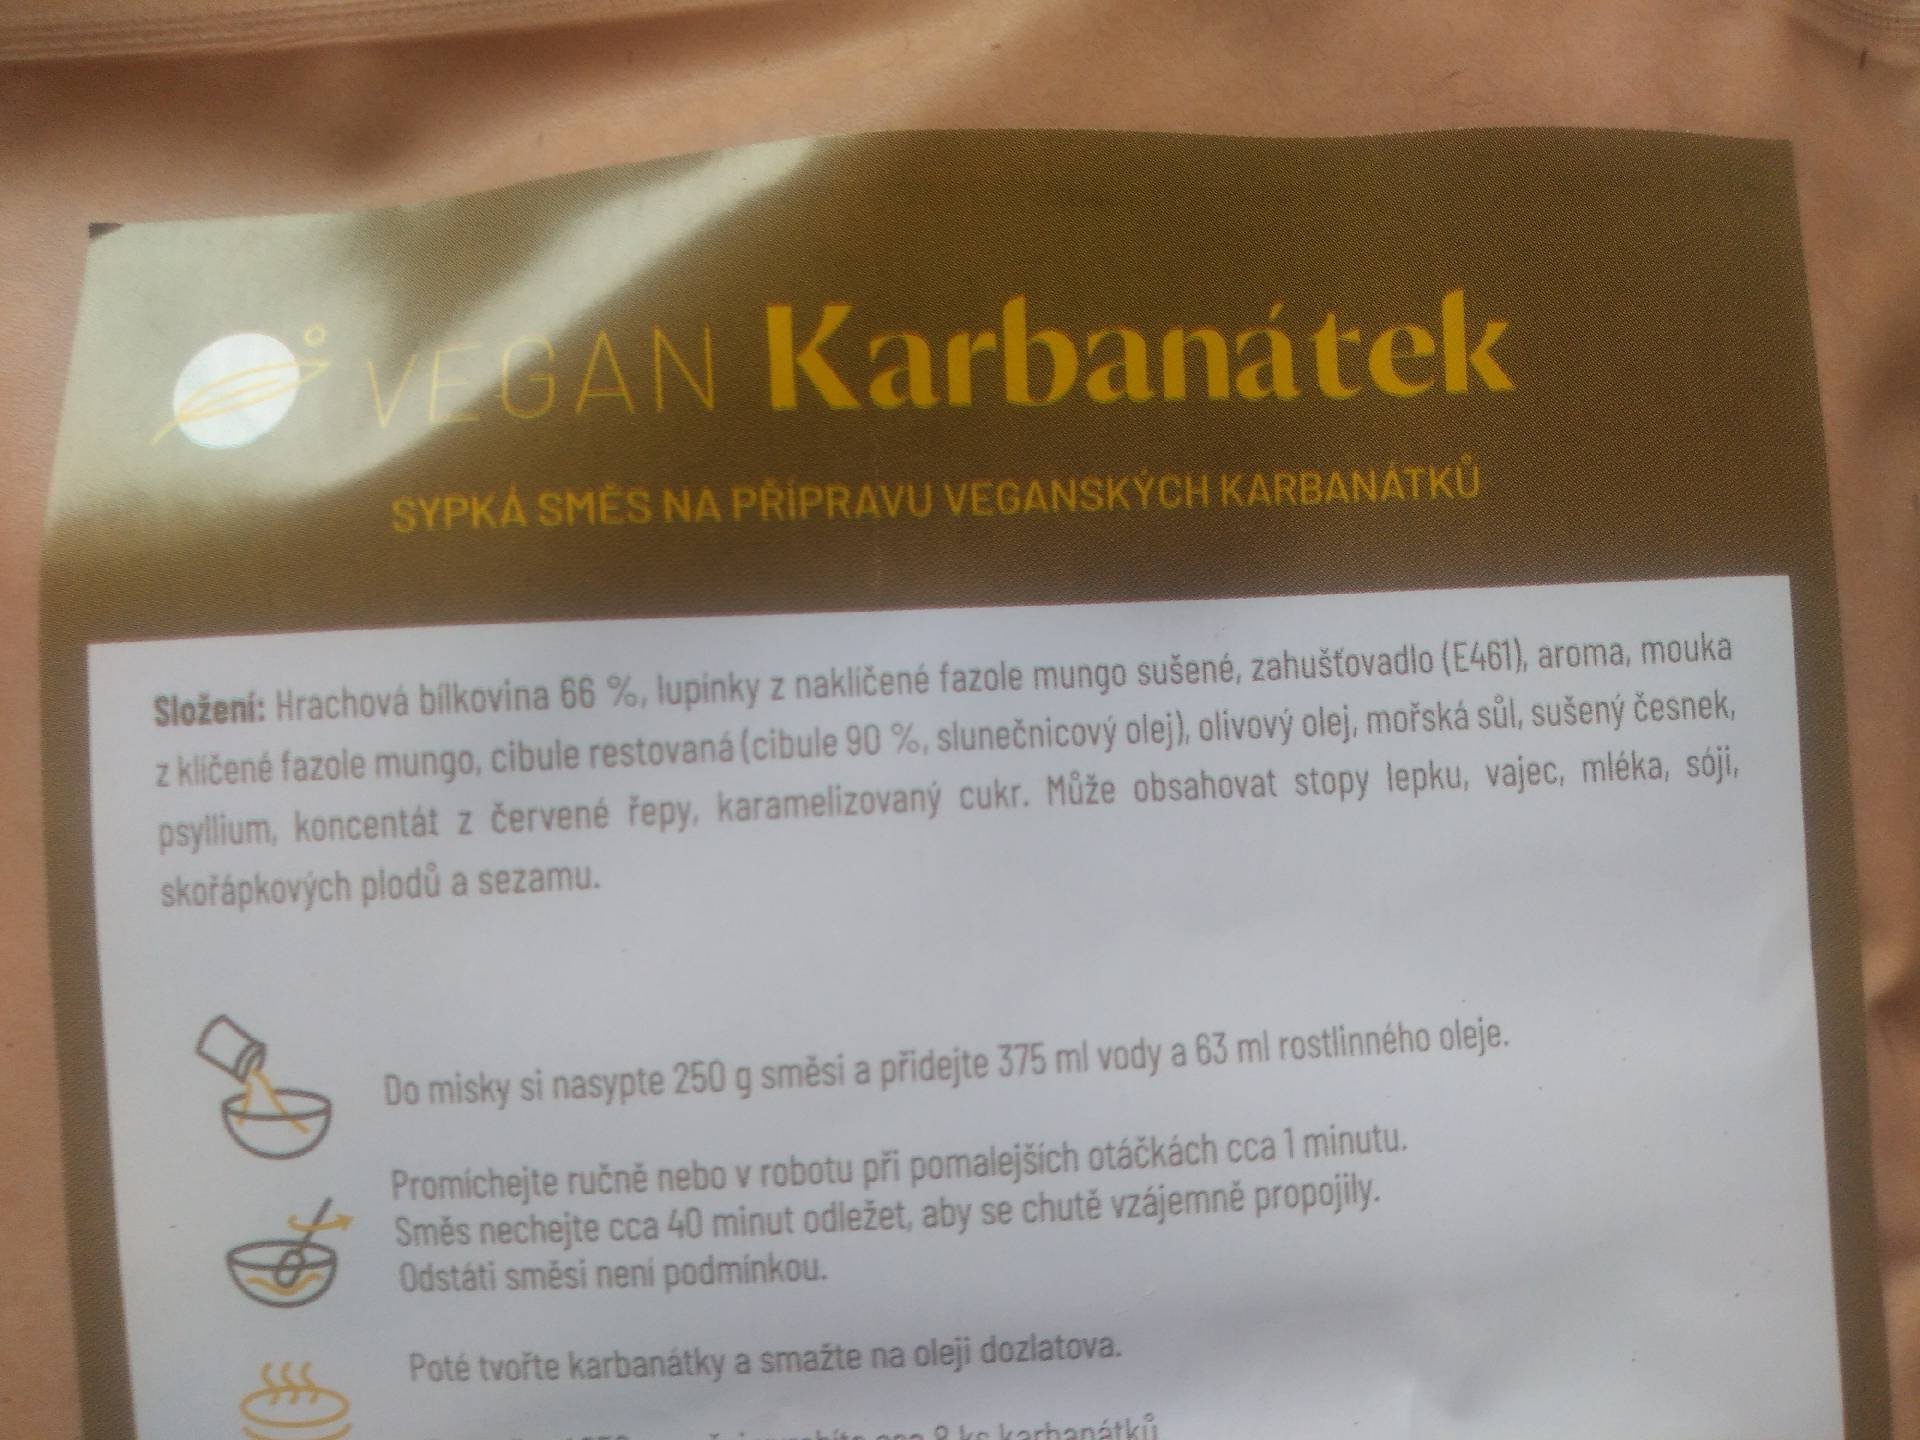 VEGAN Karbanátek
SYPKÁ SMĚS NA PŘÍPRAVU VEGANSKÝCH KARBANÁTKŮ
Složení: Hrachová bílkovina 66 %, lupínky z naklíčené fazole mungo sušené, zahušťovadlo (E461), aroma, mouka
z klíčené fazole mungo, cibule restovaná (cibule 90 %, slunečnicový olej), olivový olej, mořská sůl, sušený česnek,
psyllium, koncentát z červené řepy, karamelizovaný cukr. Může obsahovat stopy lepku, vajec, mléka, sóji,
skořápkových plodů a sezamu.
Do misky si nasypte 250 g směsi a přidejte 375 ml vody a 63 ml rostlinného oleje.
Promíchejte ručně nebo v robotu při pomalejších otáčkách cca 1 minutu.
Směs nechejte cca 40 minut odležet, aby se chutě vzájemně propojily.
Odstáti směsi není podmínkou.
Poté tvořte karbanátky a smažte na oleji dozlatova.
ks karbanátků